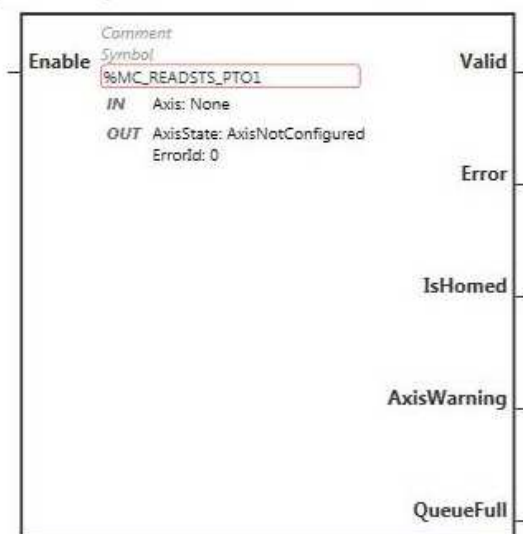 Comment
Symbol
Enable
Valid
%MC_READSTS_PTO1
IN Axis: None
OUT AxisState: AxisNotConfigured
ErrorId: 0
Error
IsHomed
AxisWarning
QueueFull